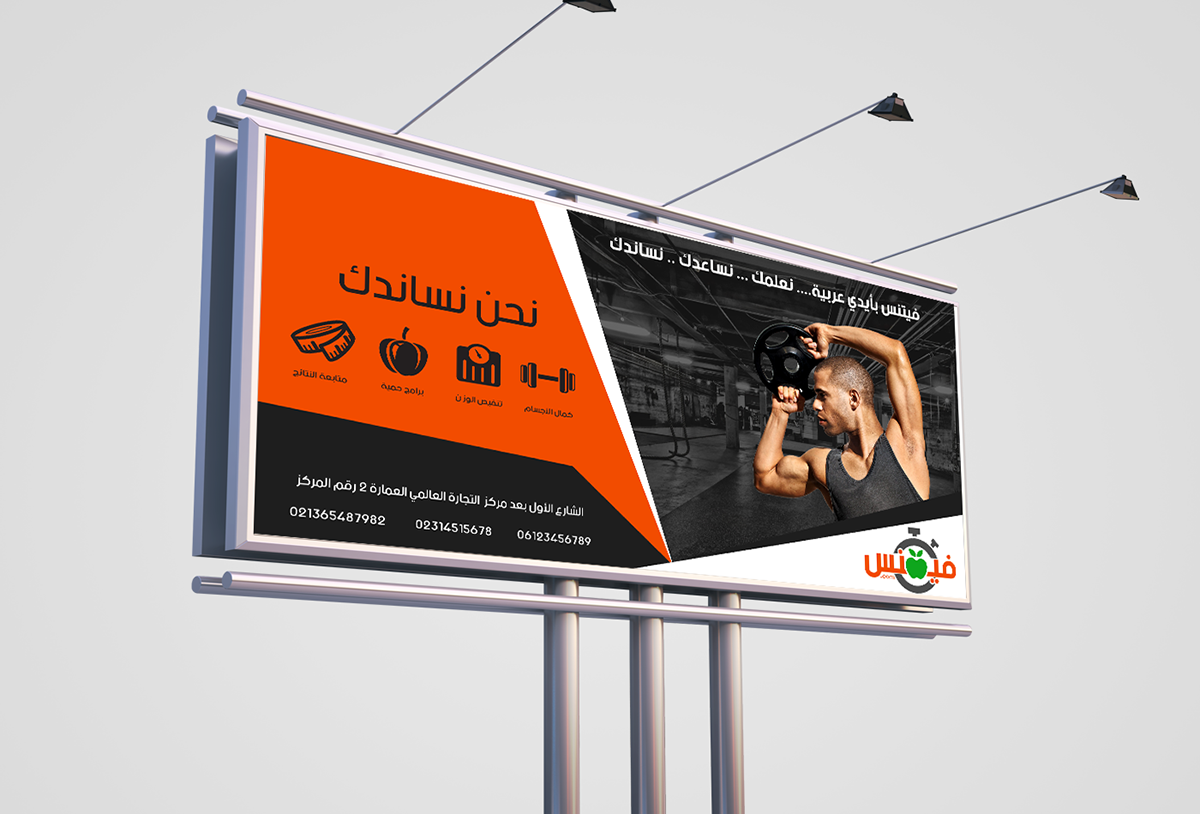 فيتنس بأيدي عربية.... نعلمك ... نساعدك .. نساندك
نحن نساندك
كمال الاجسام
تنقيص الوزن
برامج حمية
متابعة النتائج
الشارع الأول بعد مركز التجارة العالمي العمارة 2 رقم المركز
021365487982 02314515678 06123456789
فيتنس